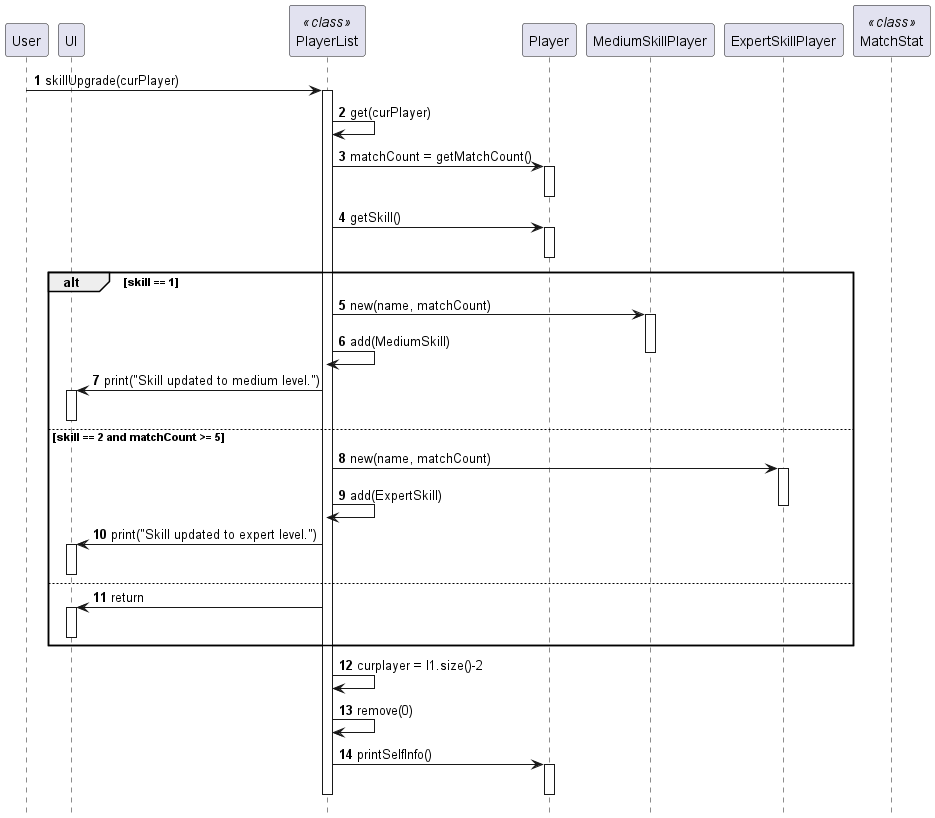 «class»
«class»
User
UI
PlayerList
Player
MediumSkillPlayer
ExpertSkillPlayer
MatchStat
1 skillUpgrade(curPlayer)
2 get(curPlayer)
3 matchCount = getMatchCount()
4 getSkill()
alt [skill == 1]
5 new(name, matchCount)
6 add(MediumSkill)
7 print("Skill updated to medium level.")
[skill == 2 and matchCount >= 5]
8 new(name, matchCount)
9 add(ExpertSkill)
10 print("Skill updated to expert level.")
11 return
12 curplayer = l1.size()-2
13 remove(0)
14 printSelfInfo()